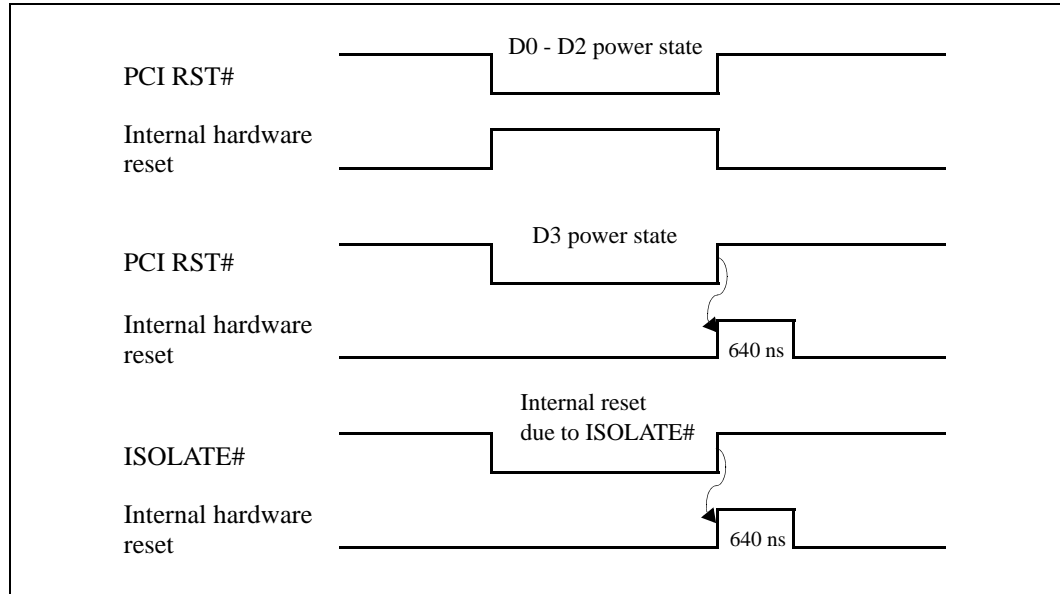 D0 - D2 power state
PCI RST#
Internal hardware
reset
D3 power state
PCI RST#
Internal hardware
reset
640 ns
Internal reset
due to ISOLATE#
ISOLATE#
Internal hardware
reset
640 ns